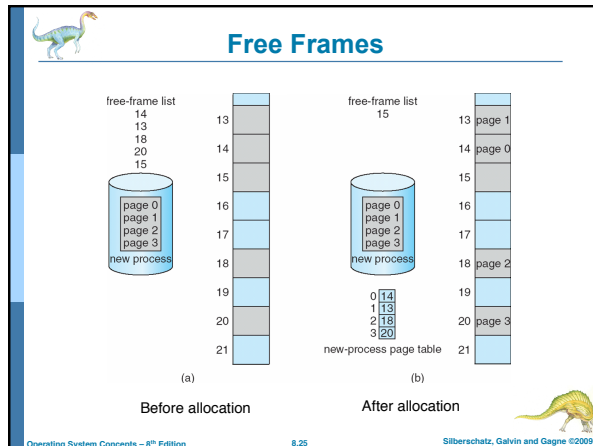 Free Frames
free-frame list
14
13
18
20
15
page 0
page 1
page 2
page 3
new process
13
14
15
16
17
18
19
20
21
(a)
Before allocation
free-frame list
15
page 0
page 1
page 2
page 3
new process
0 14
1 13
2 18
3 20
new-process page table
13 page 1
14 page 0
15
16
17
18 page 2
19
20 page 3
21
(b)
After allocation
Operating System Concepts – 8th Edition
8.25
Silberschatz, Galvin and Gagne ©2009